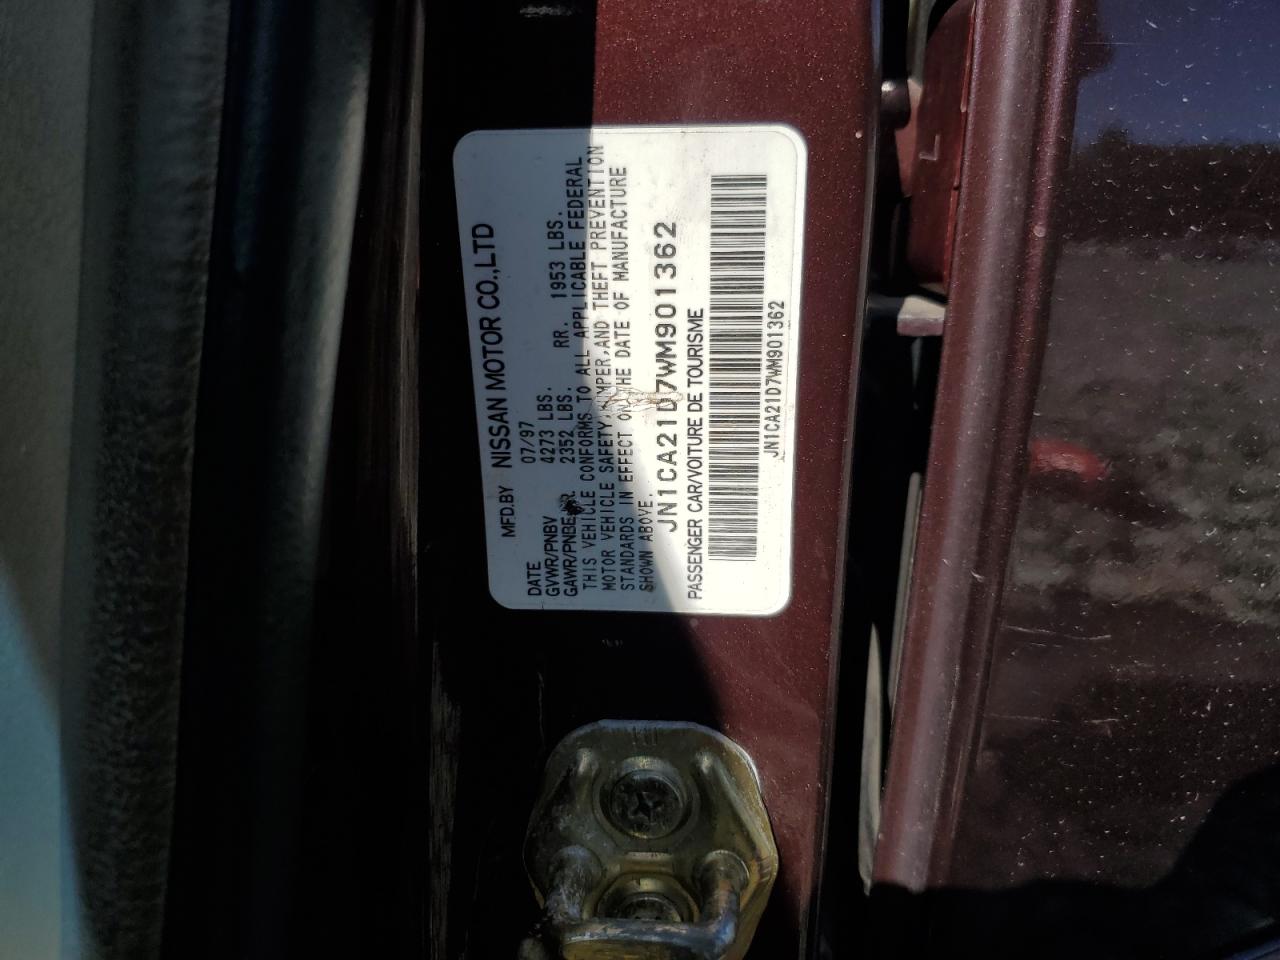 MFD.BY NISSAN MOTOR CO.,LTD
DATE 07/97
GVWR/PNBV 4273 LBS.
GAWR/PNBE 2352 LBS. RR. 1953 LBS.
THIS VEHICLE CONFORMS TO ALL APPLICABLE FEDERAL
MOTOR VEHICLE SAFETY, AND THEFT PREVENTION
STANDARDS IN EFFECT ON THE DATE OF MANUFACTURE
SHOWN ABOVE.
JN1CA21D7WM901362
PASSENGER CAR/VOITURE DE TOURISME
JN1CA21D7WM901362